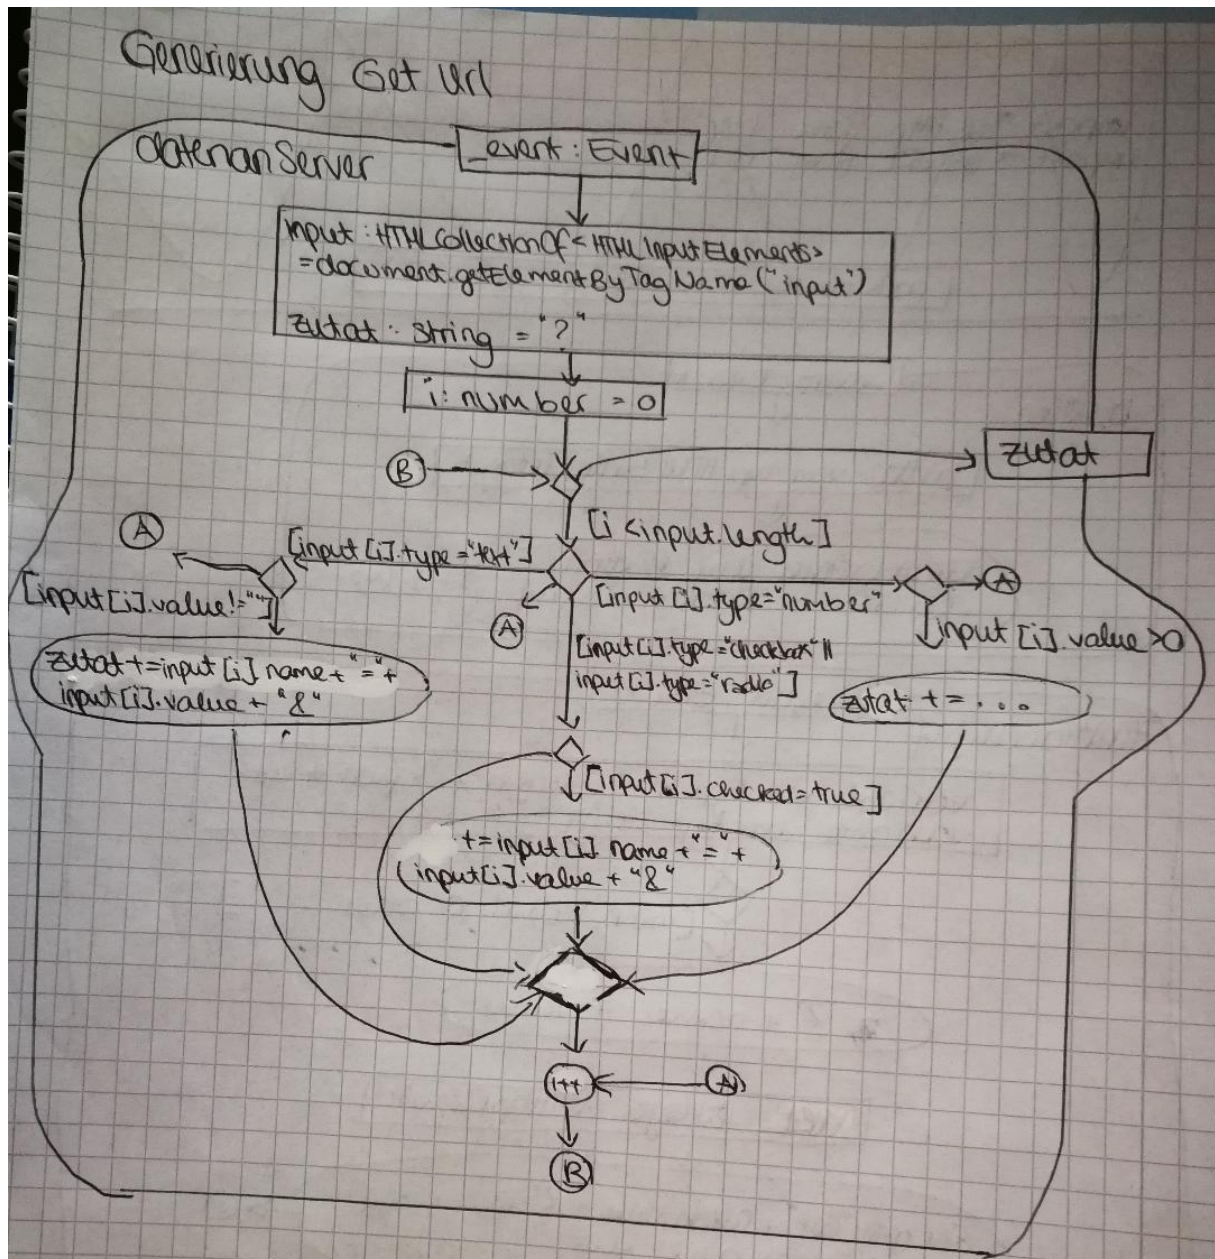 Generierung Get Url
datenanServer
_event : Event
input : HTMLCollectionOf < HTMLInputElements>
=document.getElementByTagName("input")
zutat : string = "?"
i: number = 0
B
zutat
A
[i <input.length]
[input [i].type="text"]
A
[input[i].value!=""]
[input [i].type="number"
A
input [i]. value >0
[input[i].type="checkbox" ||
input[i].type="radio"]
zutat +=input [i] name + "=" +
input[i].value + "&"
zutat += ...
[input[i].checked=true]
+=input [i] name + "=" +
input[i].value + "&"
i++
A
B